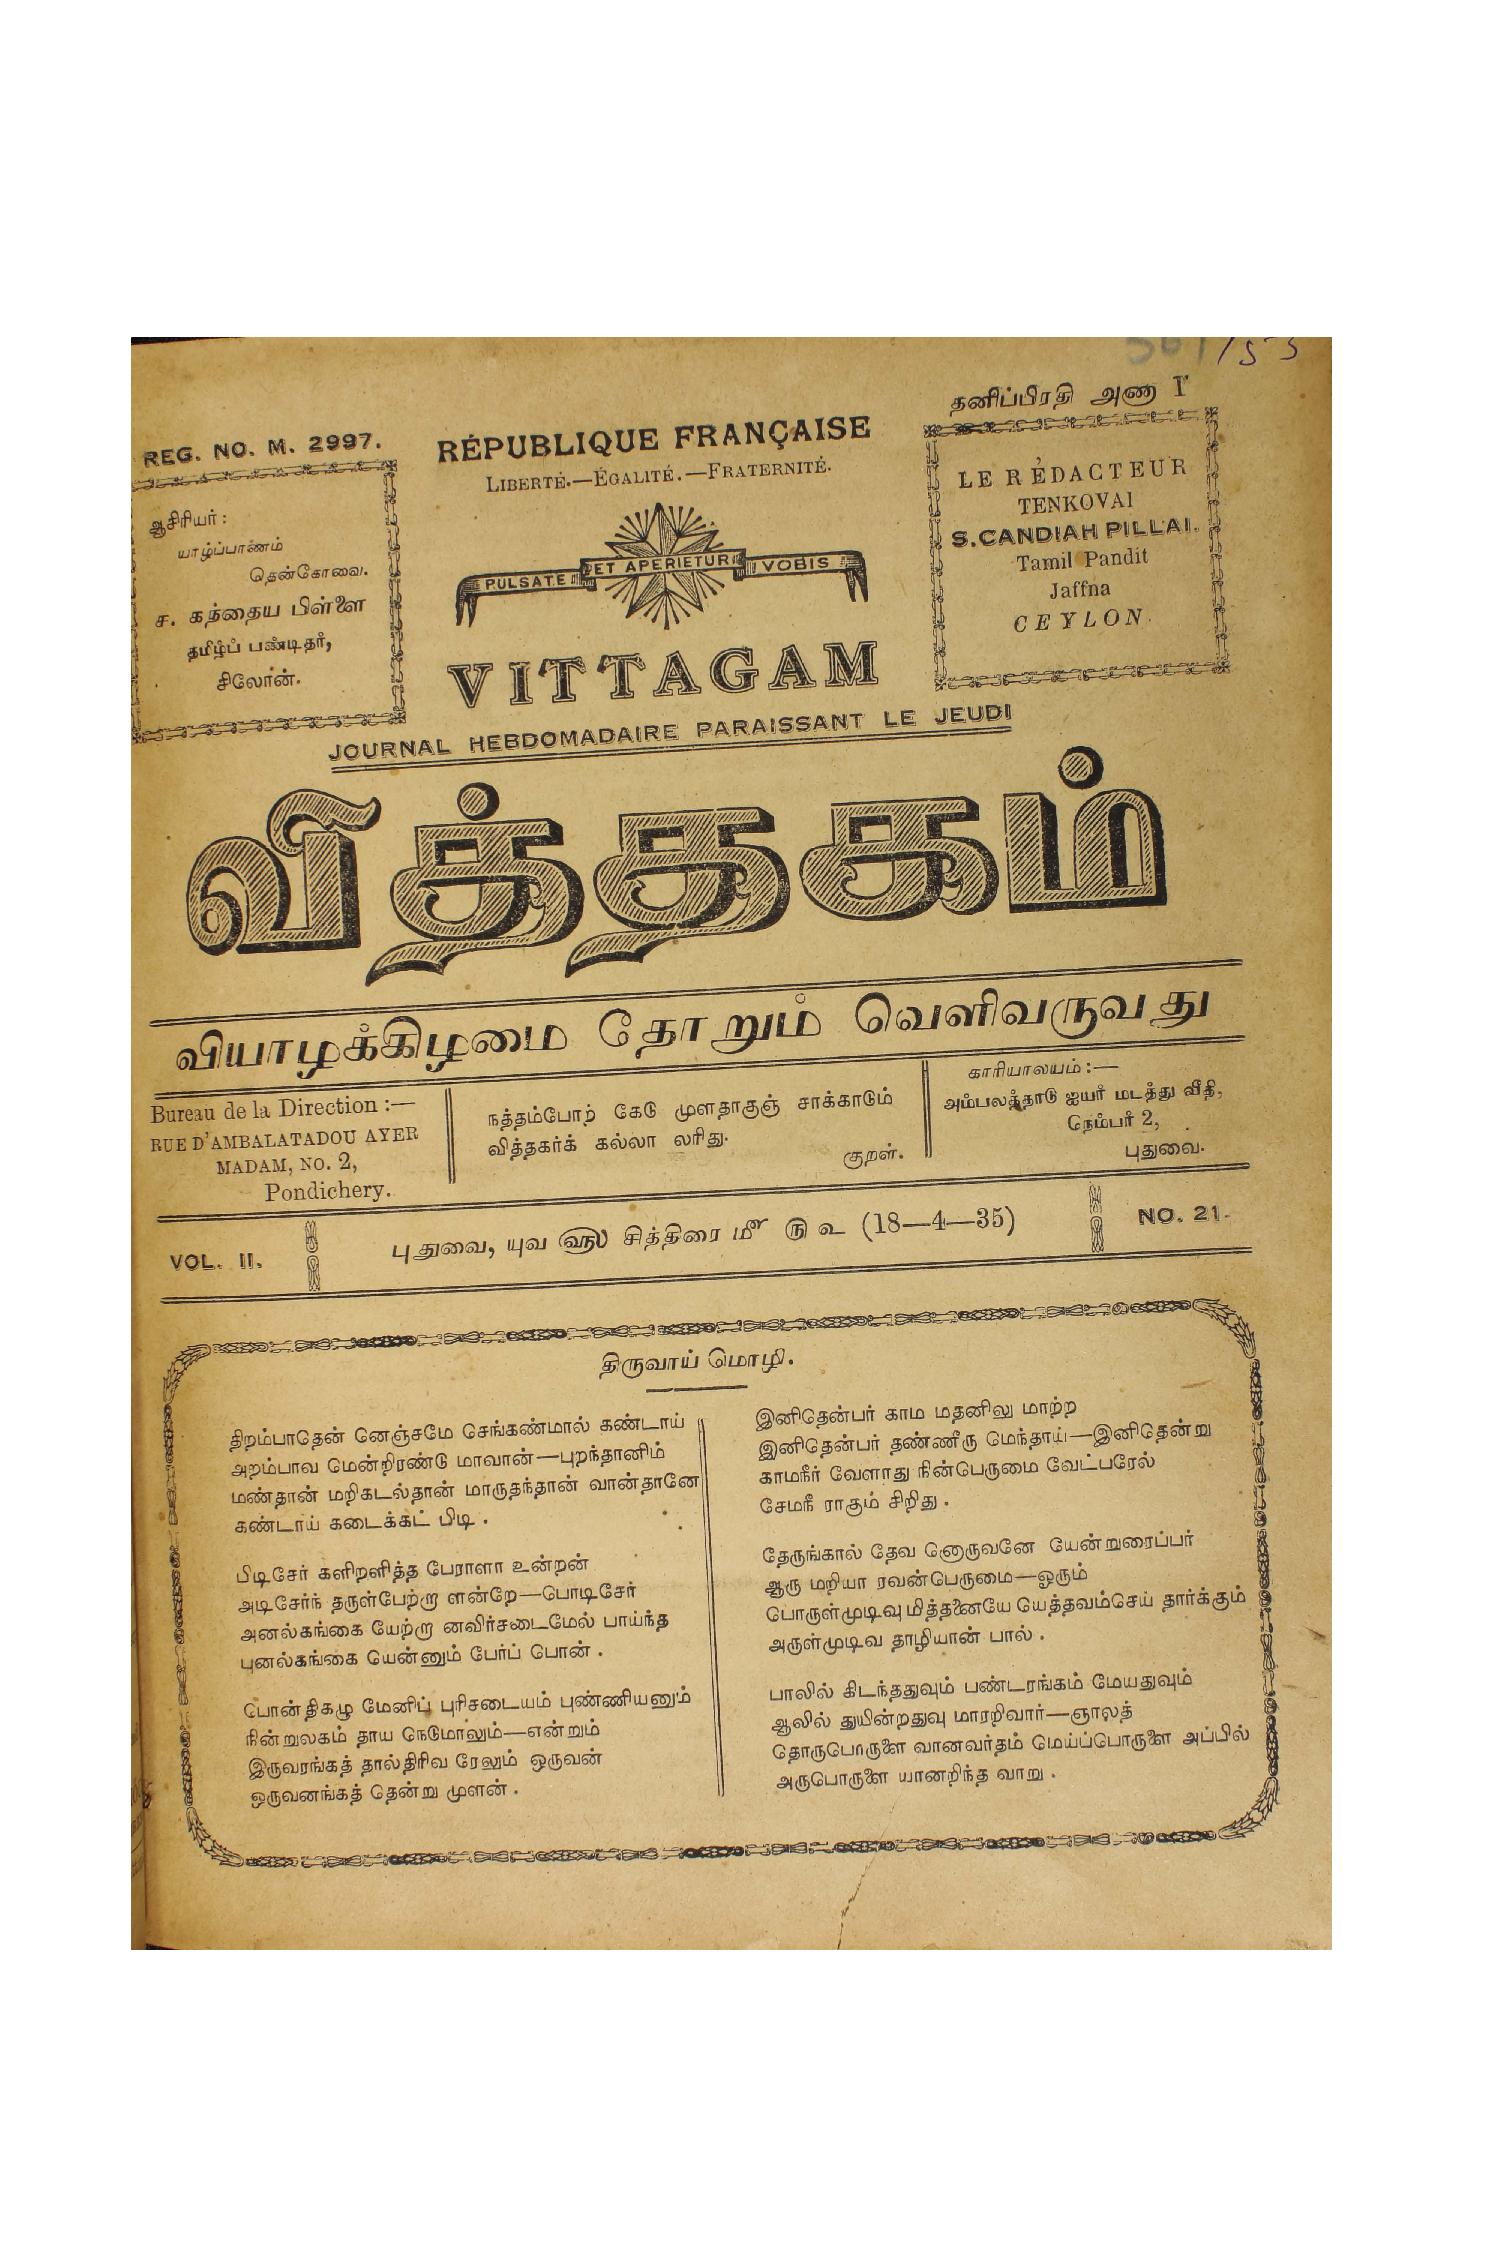 தனிப்பிரதி அணா 1
REG. NO. M. 2997.
RÉPUBLIQUE FRANÇAISE
LIBERTÉ.—ÉGALITÉ.—FRATERNITÉ.
ஆசிரியர்:
யாழ்ப்பாணம்
தென்கோவை.
ச. கந்தைய பிள்ளை
தமிழ்ப் பண்டிதர்,
சிலோன்.
PULSATE ET APERIETUR VOBIS
LE RÉDACTEUR
TENKOVAI
S. CANDIAH PILLAI.
Tamil Pandit
Jaffna
CEYLON.
VITTAGAM
JOURNAL HEBDOMADAIRE PARAISSANT LE JEUDI
வித்தகம்
வியாழக்கிழமை தோறும் வெளிவருவது
Bureau de la Direction :—
RUE D'AMBALATADOU AYER
MADAM, NO. 2,
Pondichery.
நத்தம்போற் கேடு முளதாகுஞ் சாக்காடும்
வித்தகர்க் கல்லா லரிது.
குறள்.
காரியாலயம் :—
அம்பலத்தாடு ஐயர் மடத்து வீதி,
நெம்பர் 2,
புதுவை.
VOL. II.
புதுவை, யுவ ௵ சித்திரை ௴ ரு உ (18—4—35)
NO. 21.
திருவாய் மொழி.
திறம்பாதென் னெஞ்சமே செங்கண்மால் கண்டாய்
அறம்பாவ மென்றிரண்டு மாவான்—புறந்தானிம்
மண்தான் மறிகடல்தான் மாருதந்தான் வான்தானே
கண்டாய் கடைக்கட் பிடி.
பிடிசேர் களிறளித்த பேராளா உன்றன்
அடிசேர்ந் தருள்பேற்றா ளன்றே—பொடிசேர்
அனல்கங்கை யேற்றா னவிர்சடைமேல் பாய்ந்த
புனல்கங்கை யென்னும் பேர்ப் பொன்.
பொன் திகழு மேனிப் புரிசடையம் புண்ணியனும்
நின்றுலகம் தாய நெடுமாலும்—என்றும்
இருவரங்கத் தால்திரிவ ரேலும் ஒருவன்
ஒருவனங்கத் தென்று முளன்.
இனிதென்பர் காம மதனிலு மாற்ற
இனிதென்பர் தண்ணீரு மெந்தாய்—இனிதென்று
காமநீர் வேளாது நின்பெருமை வேட்பரேல்
சேமநீ ராகும் சிறிது.
தேருங்கால் தேவ னொருவனே யென்றுரைப்பர்
ஆரு மறியா ரவன்பெருமை—ஓரும்
பொருள்முடிவு மித்தனையே யெத்தவம்செய் தார்க்கும்
அருள்முடிவ தாழியான் பால்.
பாலில் கிடந்ததுவும் பண்டரங்கம் மேயதுவும்
ஆலில் துயின்றதுவு மாரறிவார்—ஞாலத்
தொருபொருளை வானவர்தம் மெய்ப்பொருளை அப்பில்
அருபொருளை யானறிந்த வாறு.